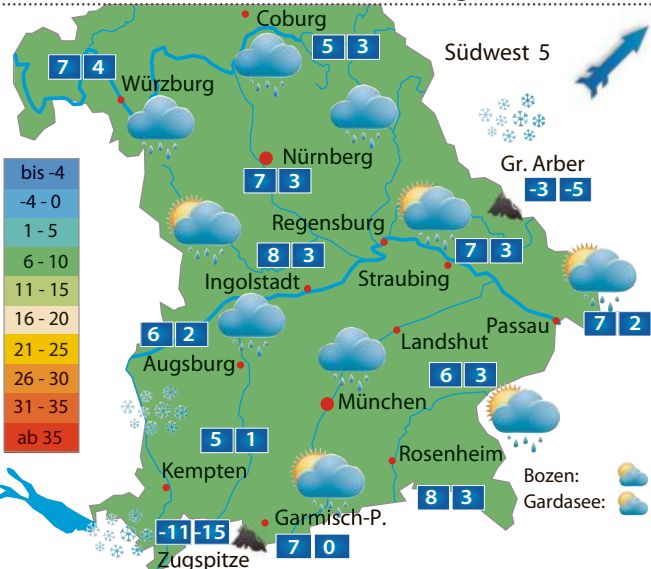 Coburg
5 3
Südwest 5
7 4
Würzburg
Gr. Arber
-3 -5
Nürnberg
7 3
bis -4
-4 - 0
1 - 5
6 - 10
11 - 15
16 - 20
21 - 25
26 - 30
31 - 35
ab 35
Regensburg
8 3
7 3
Ingolstadt
Straubing
Passau
7 2
6 2
Augsburg
Landshut
6 3
München
5 1
Kempten
Rosenheim
8 3
Bozen:
Gardasee:
-11 -15
Zugspitze
Garmisch-P.
7 0